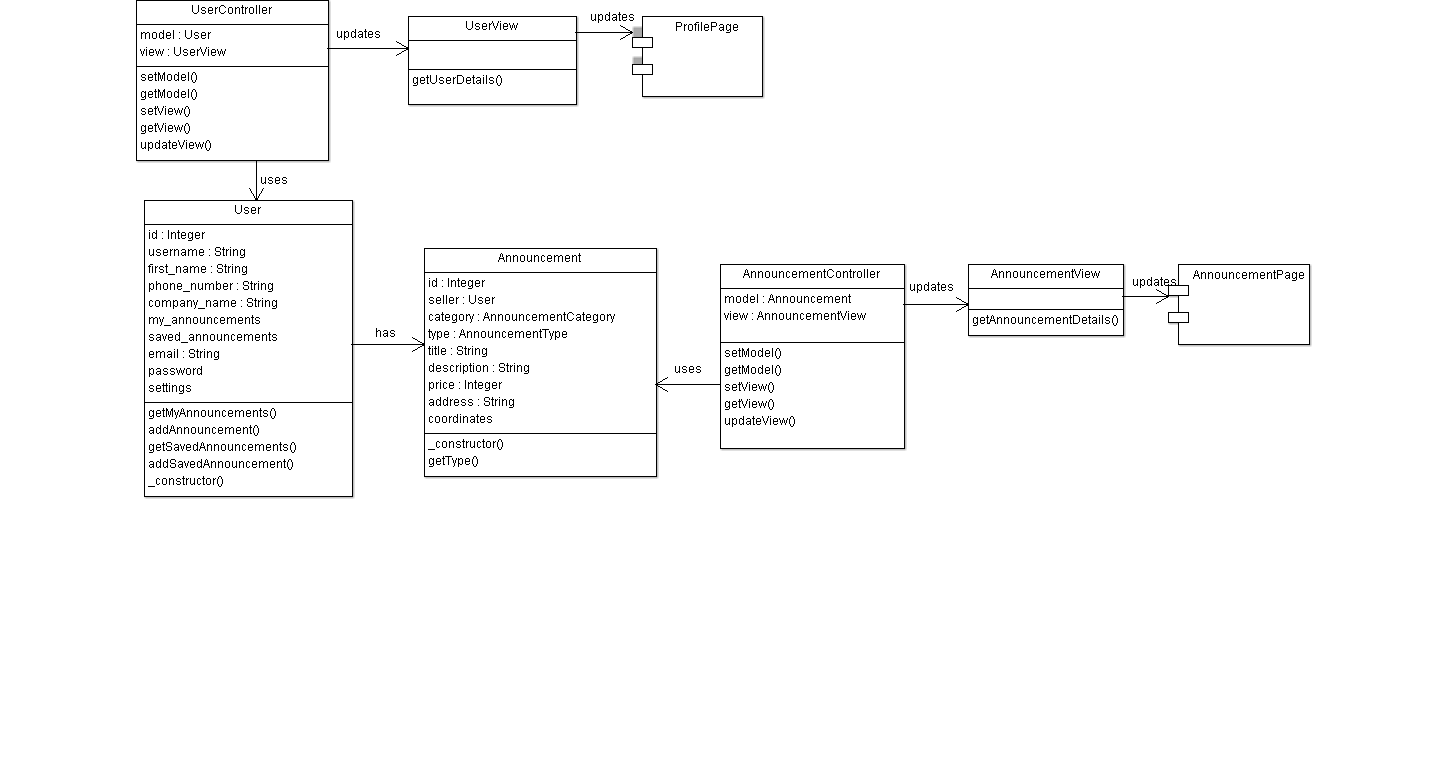 UserController
model : User
view : UserView
setModel()
getModel()
setView()
getView()
updateView()
updates
UserView
getUserDetails()
updates
ProfilePage
uses
User
id : Integer
username : String
first_name : String
phone_number : String
company_name : String
my_announcements
saved_announcements
email : String
password
settings
getMyAnnouncements()
addAnnouncement()
getSavedAnnouncements()
addSavedAnnouncement()
_constructor()
has
Announcement
id : Integer
seller : User
category : AnnouncementCategory
type : AnnouncementType
title : String
description : String
price : Integer
address : String
coordinates
_constructor()
getType()
uses
AnnouncementController
model : Announcement
view : AnnouncementView
setModel()
getModel()
setView()
getView()
updateView()
updates
AnnouncementView
getAnnouncementDetails()
updates
AnnouncementPage